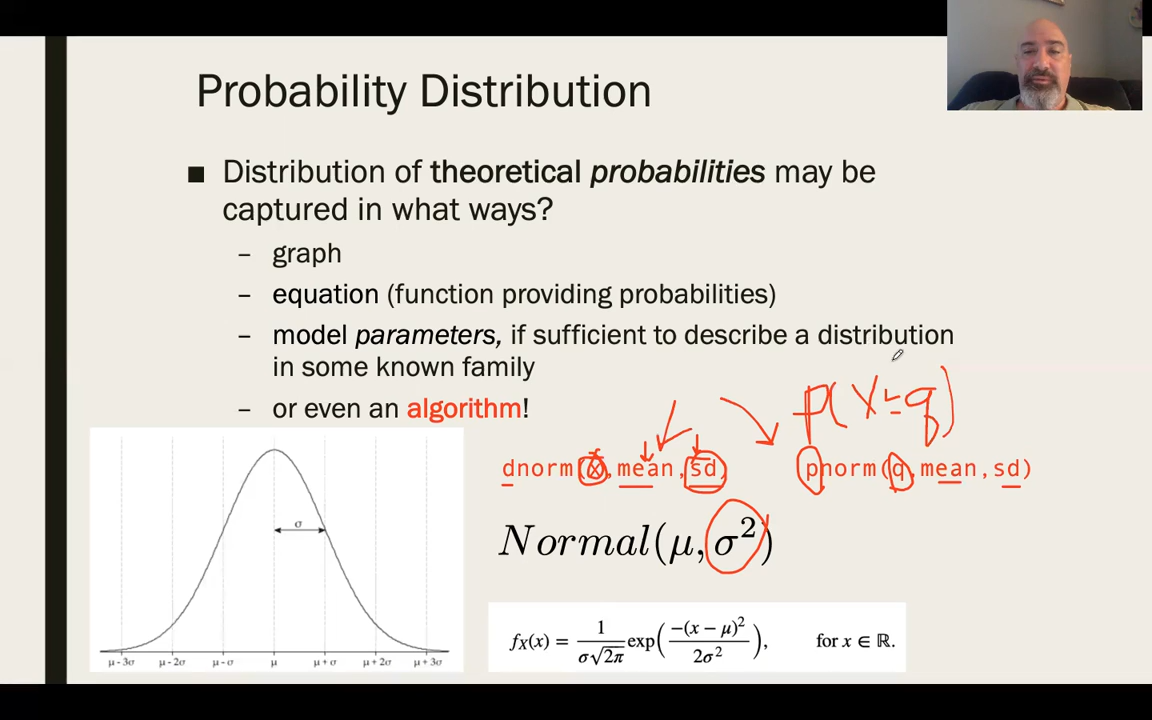 Probability Distribution
■ Distribution of theoretical probabilities may be
captured in what ways?
– graph
– equation (function providing probabilities)
– model parameters, if sufficient to describe a distribution
in some known family
– or even an algorithm!
p(X≤q)
dnorm(x,mean,sd) pnorm(q,mean,sd)
Normal(μ,σ²)
σ
μ - 3σ μ - 2σ μ - σ μ μ + σ μ + 2σ μ + 3σ
fX(x) = 1/(σ√2π) exp(−(x − μ)²/2σ²), for x ∈ ℝ.